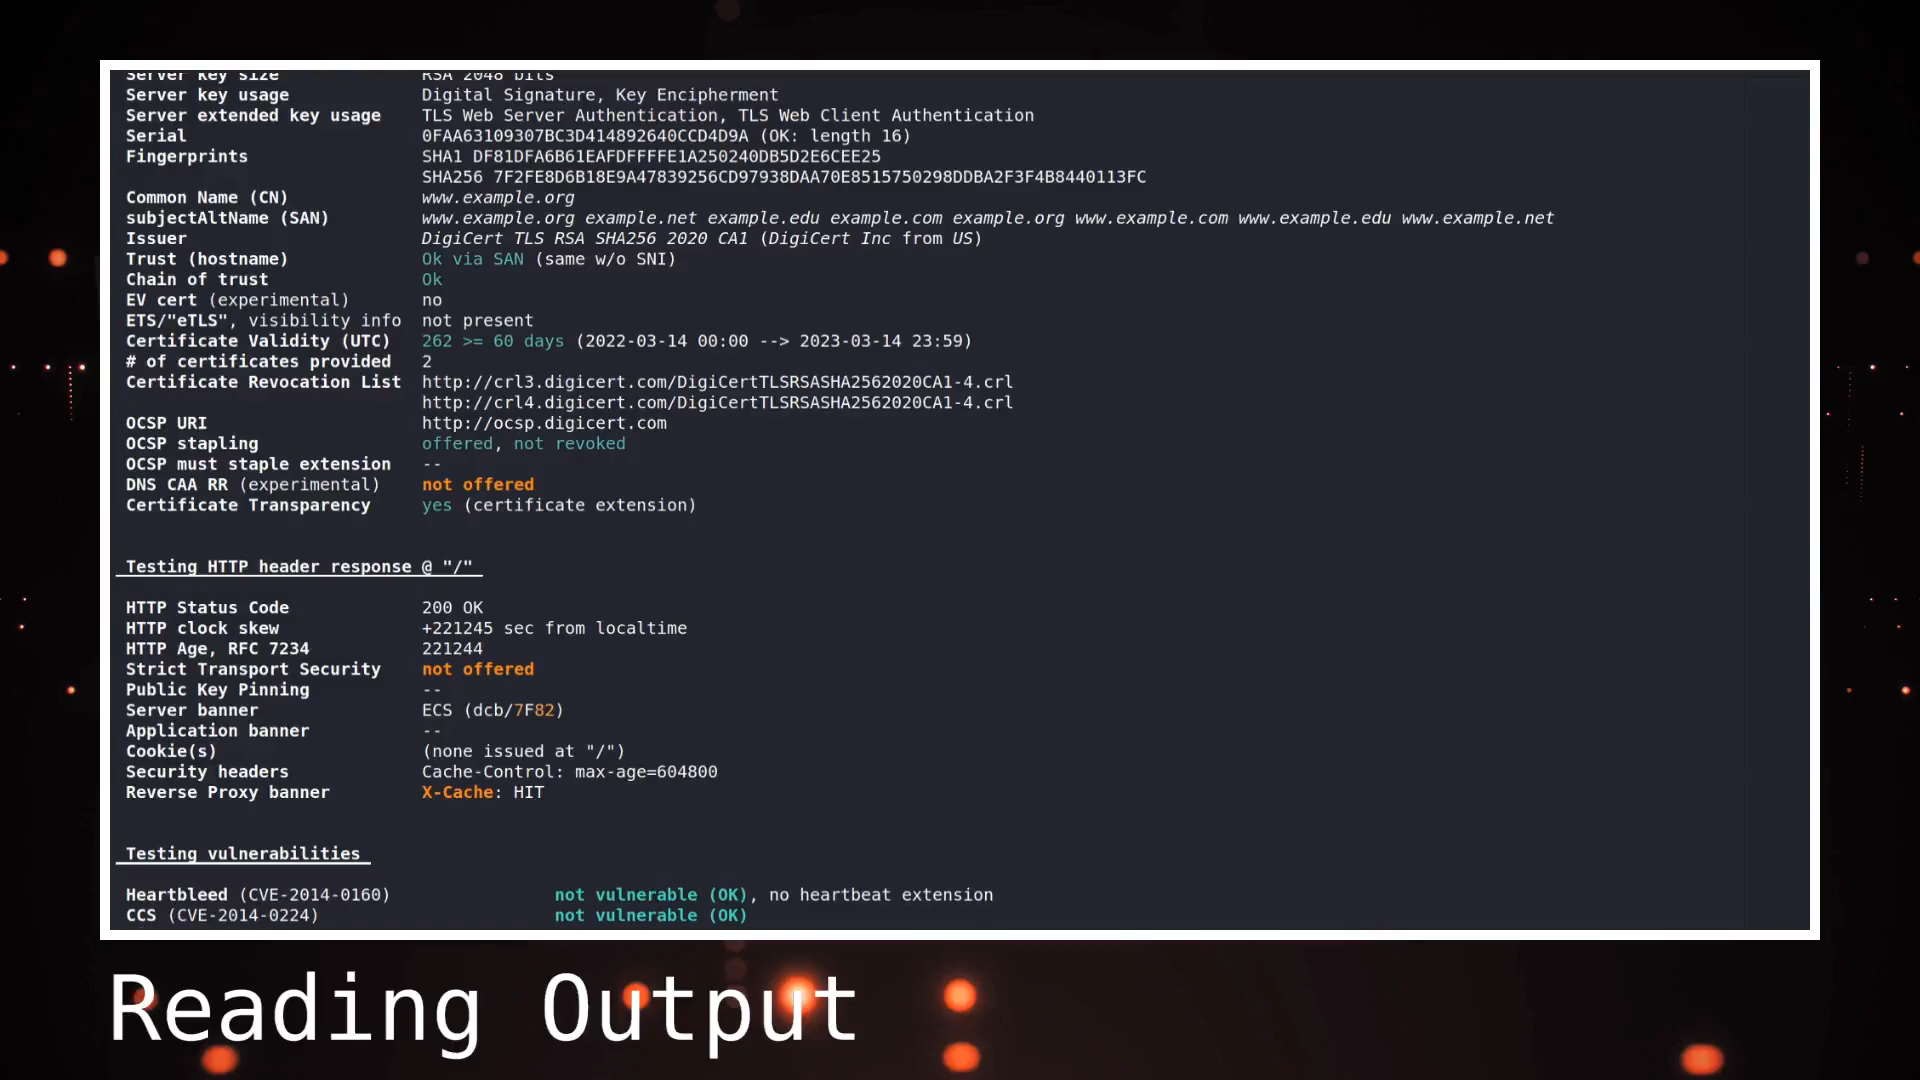 Server key size RSA 2048 bits
Server key usage Digital Signature, Key Encipherment
Server extended key usage TLS Web Server Authentication, TLS Web Client Authentication
Serial 0FAA63109307BC3D414892640CCD4D9A (OK: length 16)
Fingerprints SHA1 DF81DFA6B61EAFDFFFFE1A250240DB5D2E6CEE25
SHA256 7F2FE8D6B18E9A47839256CD97938DAA70E8515750298DDBA2F3F4B8440113FC
Common Name (CN) www.example.org
subjectAltName (SAN) www.example.org example.net example.edu example.com example.org www.example.com www.example.edu www.example.net
Issuer DigiCert TLS RSA SHA256 2020 CA1 (DigiCert Inc from US)
Trust (hostname) Ok via SAN (same w/o SNI)
Chain of trust Ok
EV cert (experimental) no
ETS/"eTLS", visibility info not present
Certificate Validity (UTC) 262 >= 60 days (2022-03-14 00:00 --> 2023-03-14 23:59)
# of certificates provided 2
Certificate Revocation List http://crl3.digicert.com/DigiCertTLSRSASHA2562020CA1-4.crl
http://crl4.digicert.com/DigiCertTLSRSASHA2562020CA1-4.crl
OCSP URI http://ocsp.digicert.com
OCSP stapling offered, not revoked
OCSP must staple extension --
DNS CAA RR (experimental) not offered
Certificate Transparency yes (certificate extension)
Testing HTTP header response @ "/"
HTTP Status Code 200 OK
HTTP clock skew +221245 sec from localtime
HTTP Age, RFC 7234 221244
Strict Transport Security not offered
Public Key Pinning --
Server banner ECS (dcb/7F82)
Application banner --
Cookie(s) (none issued at "/")
Security headers Cache-Control: max-age=604800
Reverse Proxy banner X-Cache: HIT
Testing vulnerabilities
Heartbleed (CVE-2014-0160) not vulnerable (OK), no heartbeat extension
CCS (CVE-2014-0224) not vulnerable (OK)
Reading Output